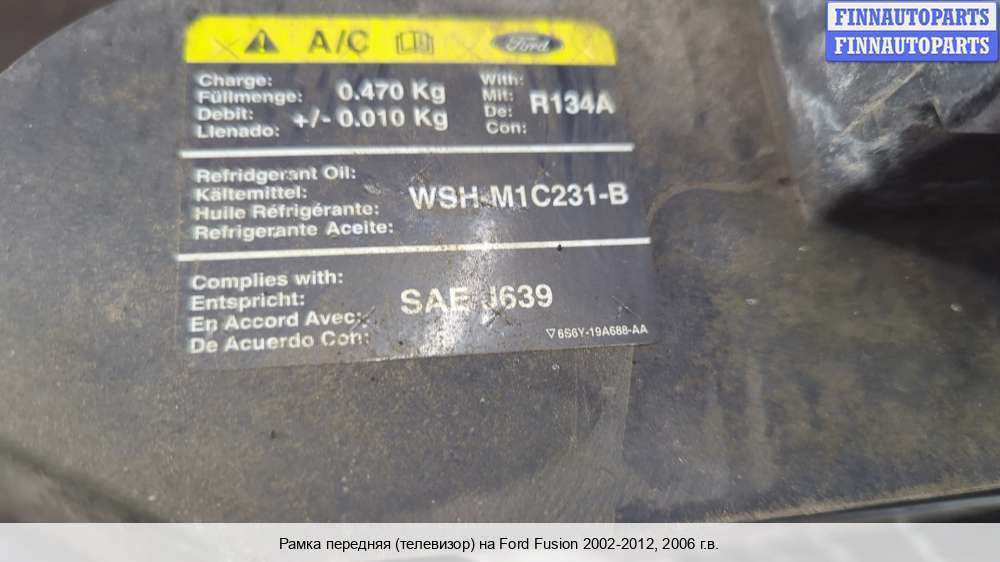 FINNAUTOPARTS
FINNAUTOPARTS
A/C Ford
Charge: With:
Füllmenge: 0.470 Kg Mit: R134A
Debit: +/- 0.010 Kg De:
Llenado: Con:
Refridgerant Oil:
Kältemittel: WSH-M1C231-B
Huile Réfrigérante:
Refrigerante Aceite:
Complies with:
Entspricht: SAE J639
En Accord Avec:
De Acuerdo Con: 6S6Y-19A688-AA
Рамка передняя (телевизор) на Ford Fusion 2002-2012, 2006 г.в.